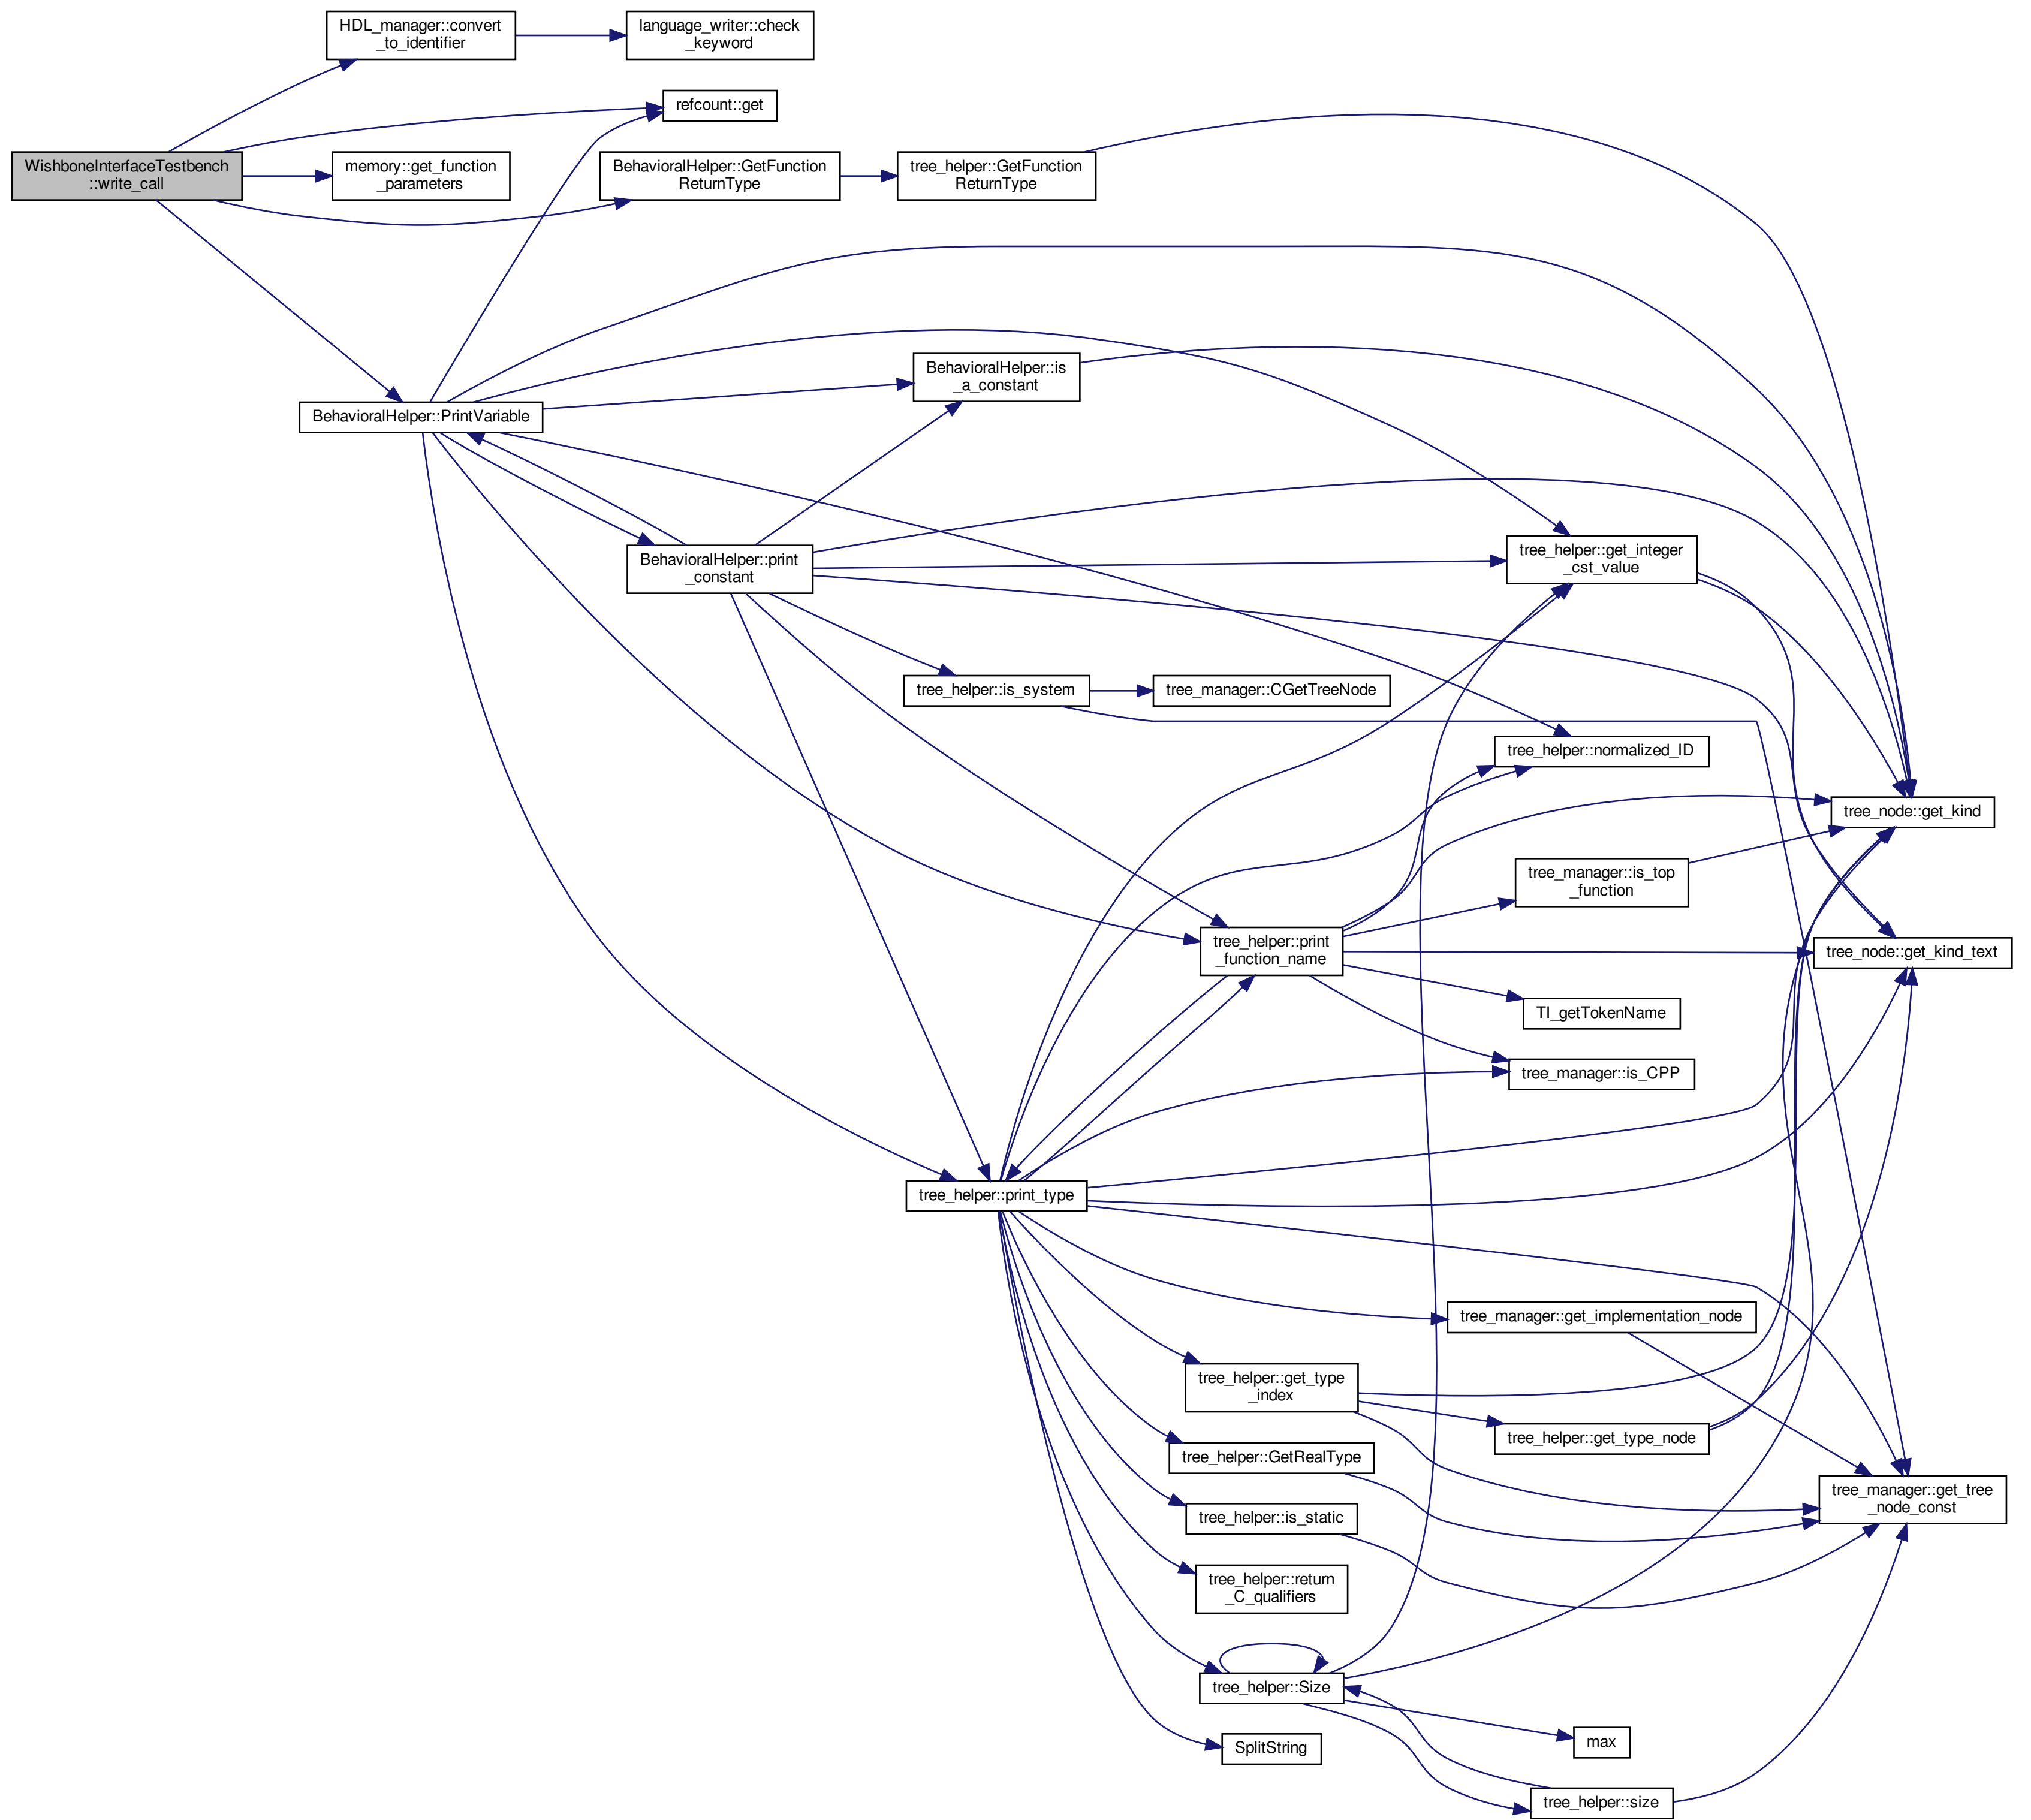 HDL_manager::convert
_to_identifier
language_writer::check
_keyword
refcount::get
WishboneInterfaceTestbench
::write_call
memory::get_function
_parameters
BehavioralHelper::GetFunction
ReturnType
tree_helper::GetFunction
ReturnType
BehavioralHelper::is
_a_constant
BehavioralHelper::PrintVariable
BehavioralHelper::print
_constant
tree_helper::get_integer
_cst_value
tree_helper::is_system
tree_manager::CGetTreeNode
tree_helper::normalized_ID
tree_node::get_kind
tree_manager::is_top
_function
tree_helper::print
_function_name
tree_node::get_kind_text
TI_getTokenName
tree_manager::is_CPP
tree_helper::print_type
tree_manager::get_implementation_node
tree_helper::get_type
_index
tree_helper::get_type_node
tree_helper::GetRealType
tree_manager::get_tree
_node_const
tree_helper::is_static
tree_helper::return
_C_qualifiers
tree_helper::Size
max
SplitString
tree_helper::size